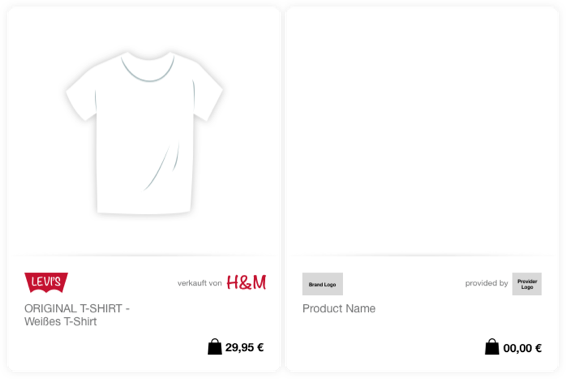 LEVI'S
verkauft von H&M
ORIGINAL T-SHIRT -
Weißes T-Shirt
29,95 €
Brand Logo
provided by
Provider
Logo
Product Name
00,00 €